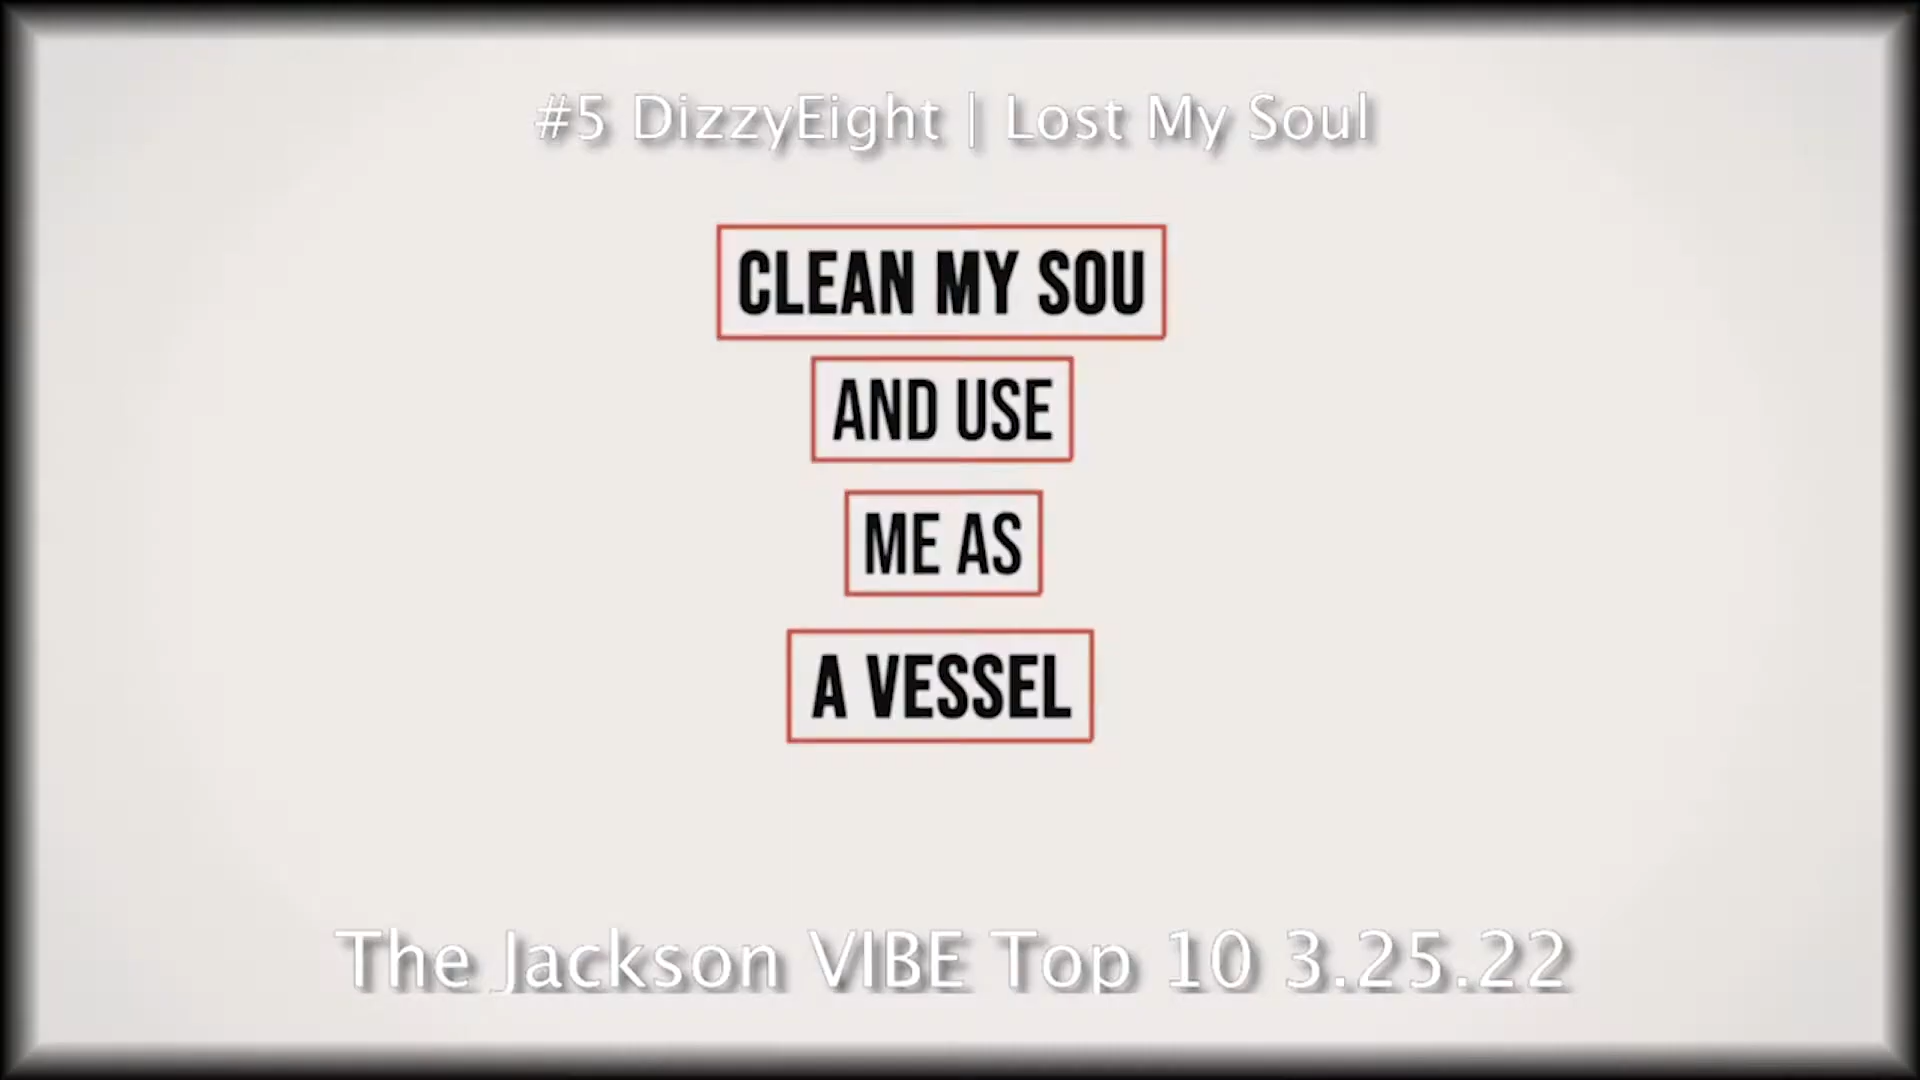 #5 DizzyEight | Lost My Soul
CLEAN MY SOU
AND USE
ME AS
A VESSEL
The Jackson VIBE Top 10 3.25.22